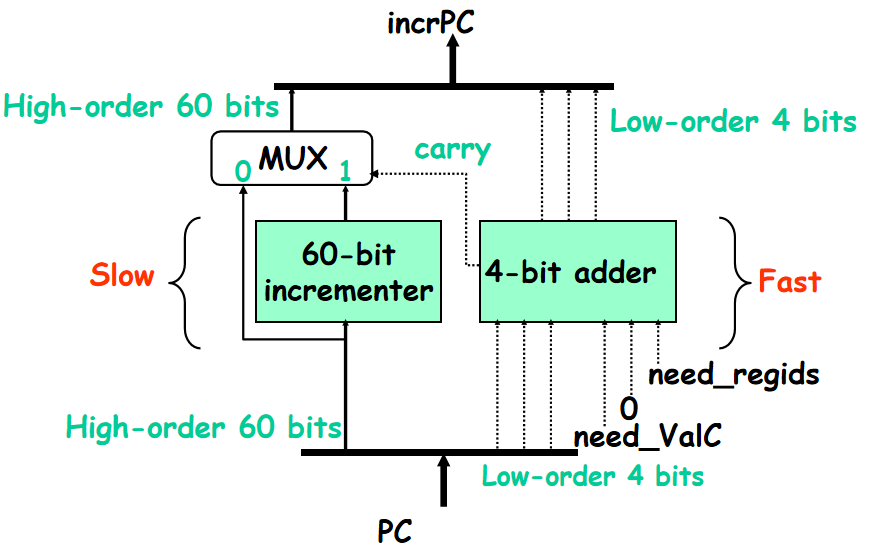 incrPC
High-order 60 bits
Low-order 4 bits
MUX
0
1
carry
Slow
60-bit
incrementer
4-bit adder
Fast
need_regids
0
need_ValC
High-order 60 bits
Low-order 4 bits
PC